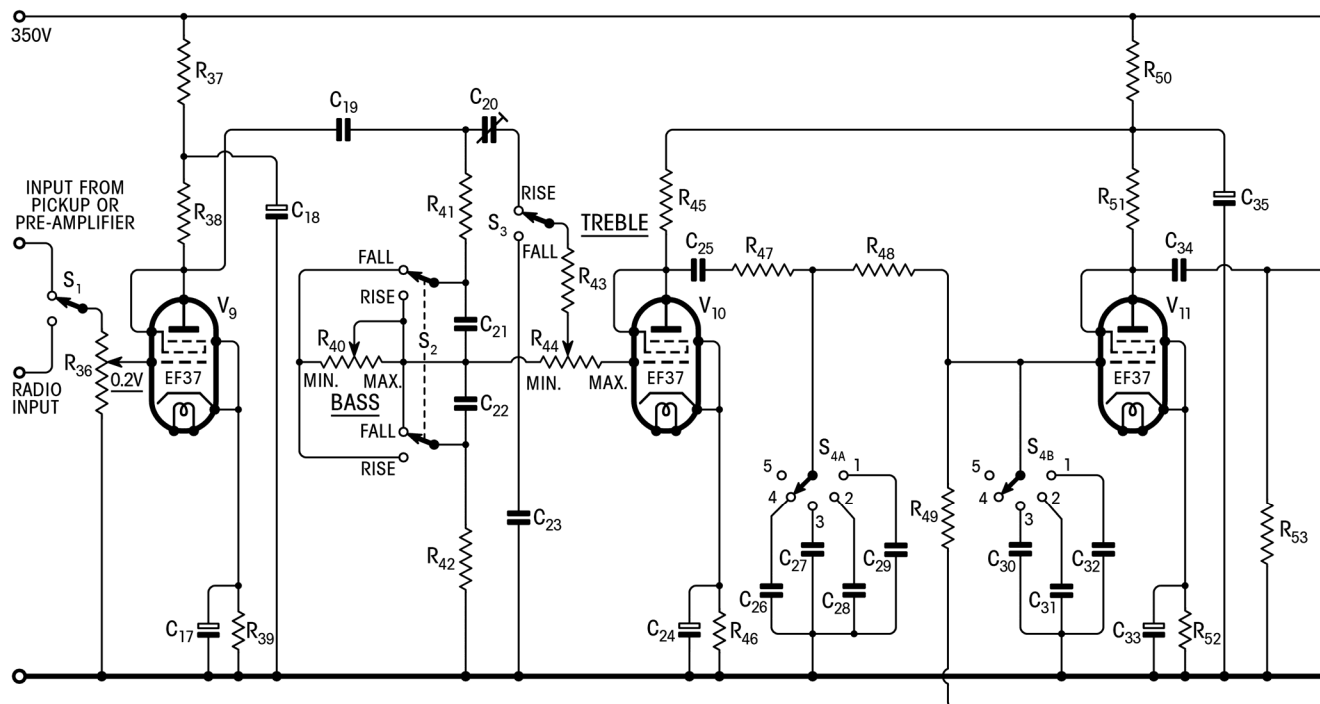 350V
R37
C19
C20
R50
INPUT FROM
PICKUP OR
PRE-AMPLIFIER
R38
C18
R41
RISE
S3
FALL
TREBLE
R45
R51
C35
C25
R47
R48
C34
S1
V9
FALL
RISE
R43
V10
V11
R36
0.2V
EF37
R40
MIN.
MAX.
BASS
S2
C21
R44
MIN.
MAX.
EF37
EF37
RADIO
INPUT
C22
FALL
RISE
S4A
5
1
4
2
3
S4B
5
1
4
2
3
R42
C23
R49
R53
C27
C29
C26
C28
C30
C32
C31
C17
R39
C24
R46
C33
R52